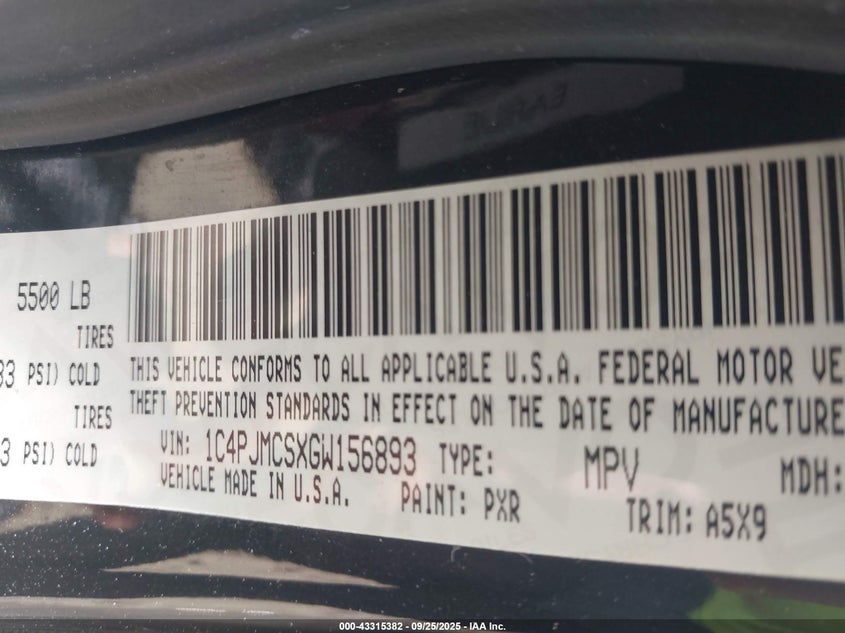 5500 LB
TIRES
33 PSI) COLD
TIRES
3 PSI) COLD
THIS VEHICLE CONFORMS TO ALL APPLICABLE U.S.A. FEDERAL MOTOR VE
THEFT PREVENTION STANDARDS IN EFFECT ON THE DATE OF MANUFACTURE
VIN: 1C4PJMCSXGW156893 TYPE: MPV MDH:
VEHICLE MADE IN U.S.A. PAINT: PXR TRIM: A5X9
000-43315382 - 09/25/2025 - IAA Inc.